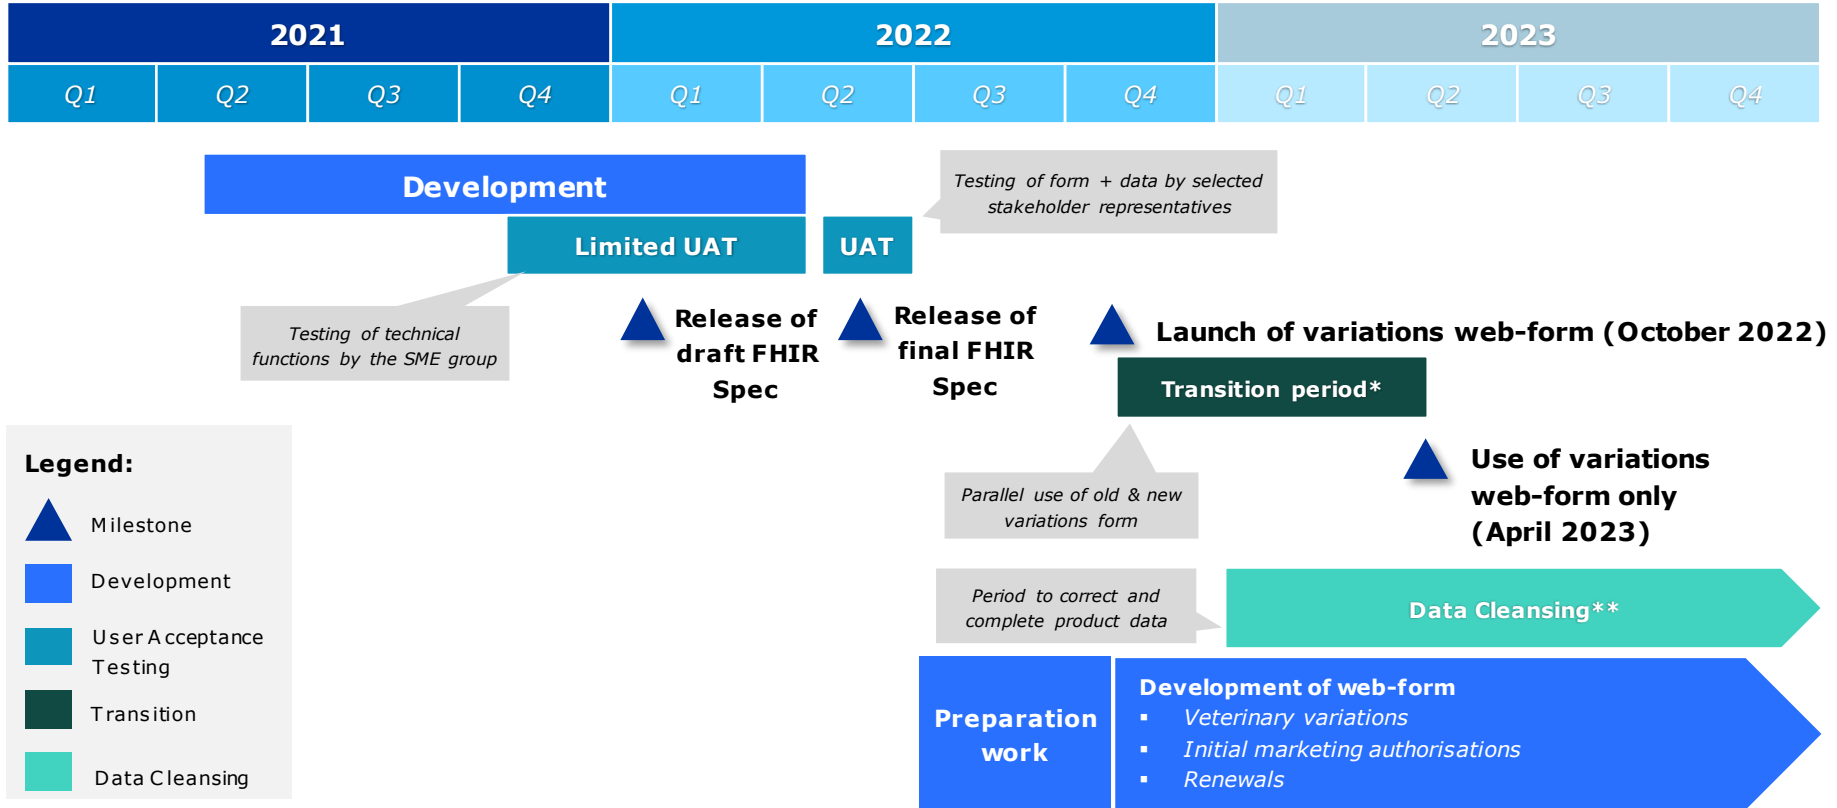 2021
2022
2023
Q1
Q2
Q3
Q4
Q1
Q2
Q3
Q4
Q1
Q2
Q3
Q4
Development
Testing of form + data by selected
stakeholder representatives
Limited UAT
UAT
Testing of technical
functions by the SME group
Release of
draft FHIR
Spec
Release of
final FHIR
Spec
Launch of variations web-form (October 2022)
Transition period*
Parallel use of old & new
variations form
Use of variations
web-form only
(April 2023)
Period to correct and
complete product data
Data Cleansing**
Preparation
work
Development of web-form
▪ Veterinary variations
▪ Initial marketing authorisations
▪ Renewals
Legend:
Milestone
Development
User Acceptance
Testing
Transition
Data Cleansing